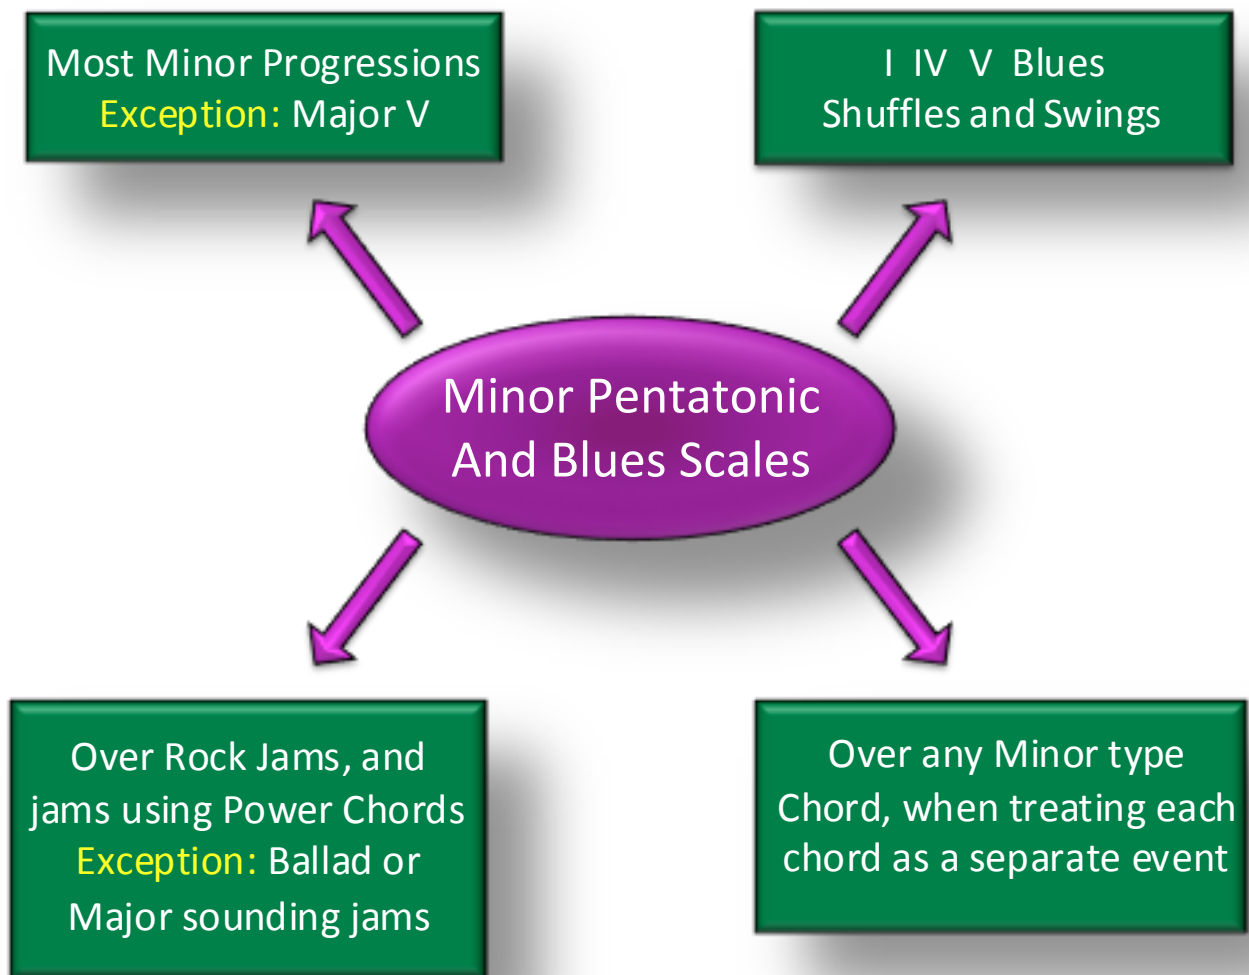 Most Minor Progressions
Exception: Major V
I IV V Blues
Shuffles and Swings
Minor Pentatonic
And Blues Scales
Over Rock Jams, and
jams using Power Chords
Exception: Ballad or
Major sounding jams
Over any Minor type
Chord, when treating each
chord as a separate event